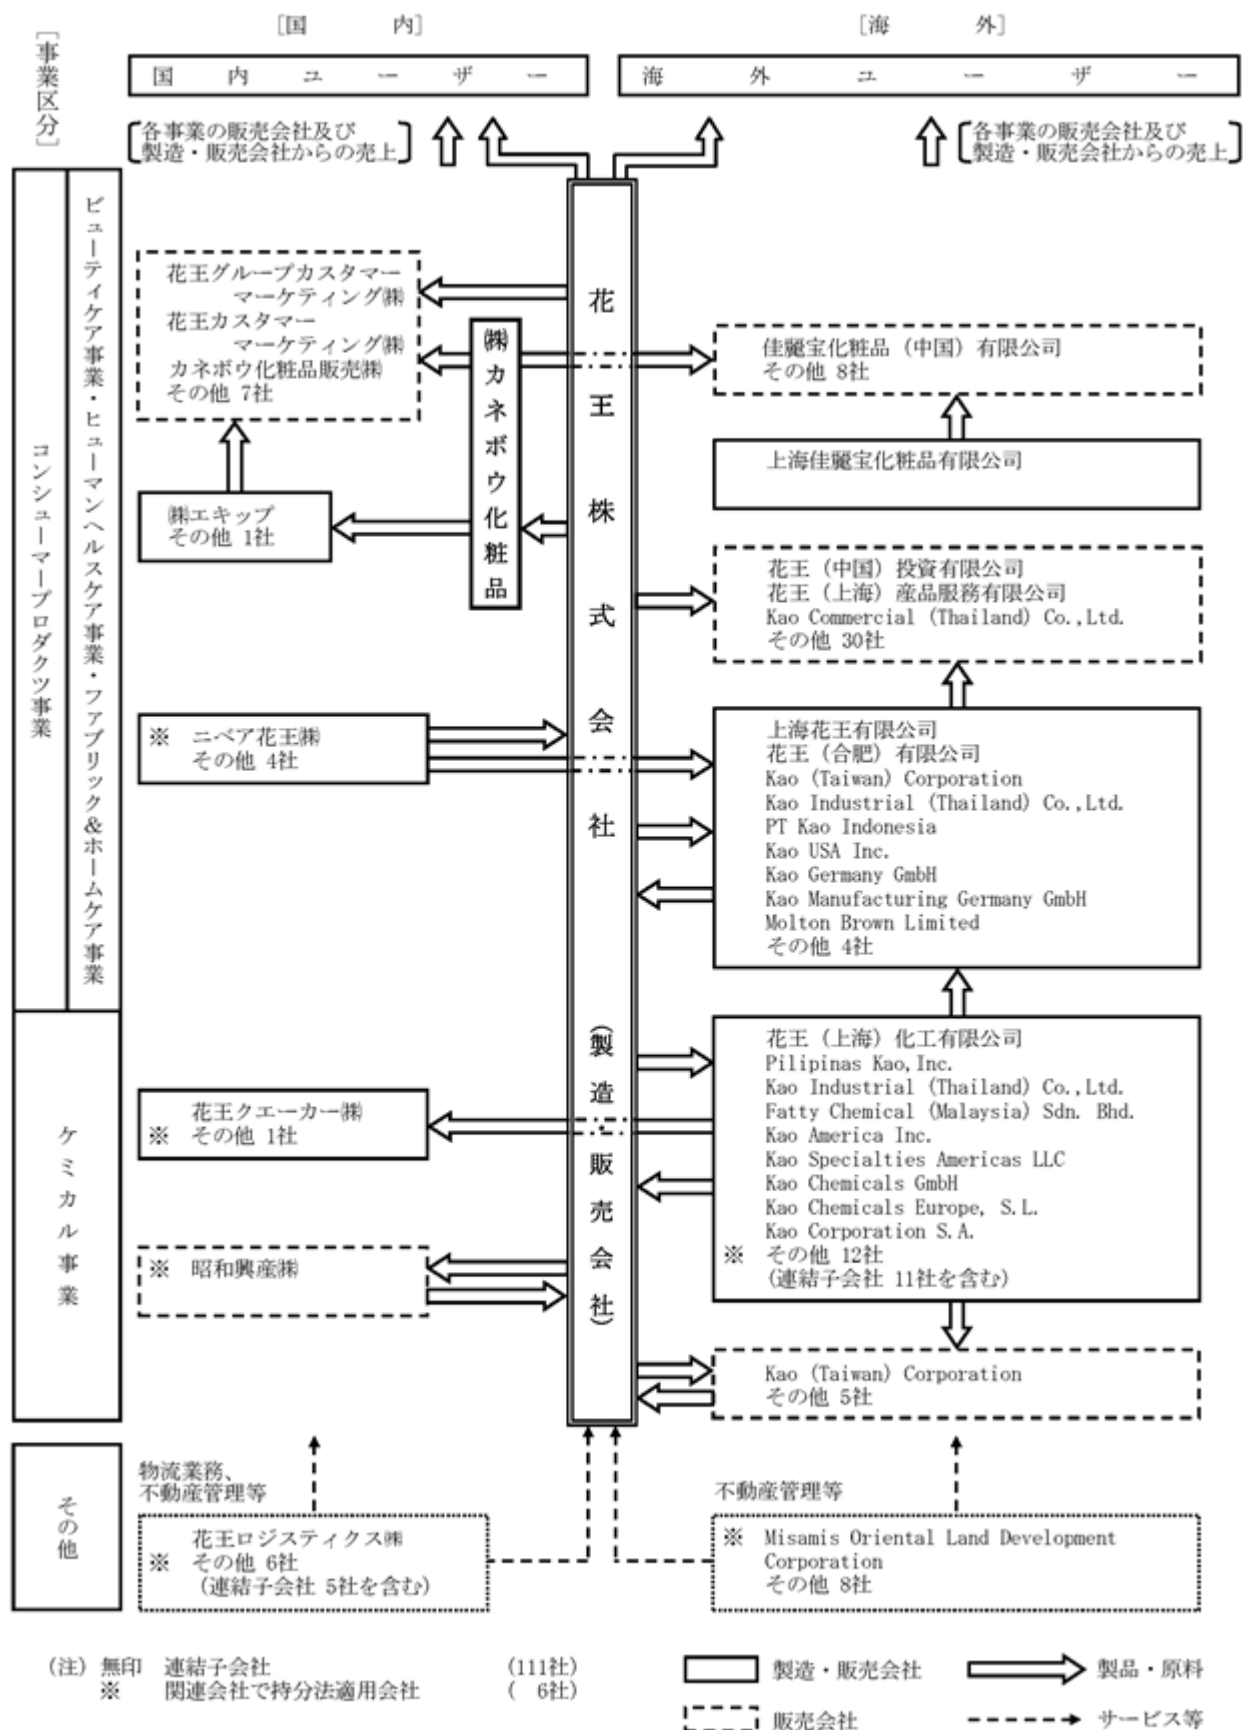 [国 内]
[海 外]
[事業区分]
国内ユーザー
海外ユーザー
各事業の販売会社及び
製造・販売会社からの売上
各事業の販売会社及び
製造・販売会社からの売上
コンシューマープロダクツ事業
ビューティケア事業・ヒューマンヘルスケア事業・ファブリック&ホームケア事業
花王株式会社(製造・販売会社)
花王グループカスタマー
マーケティング㈱
花王カスタマー
マーケティング㈱
カネボウ化粧品販売㈱
その他 7社
㈱カネボウ化粧品
㈱エキップ
その他 1社
佳麗宝化粧品(中国)有限公司
その他 8社
上海佳麗宝化粧品有限公司
花王(中国)投資有限公司
花王(上海)産品服務有限公司
Kao Commercial (Thailand) Co.,Ltd.
その他 30社
※ ニベア花王㈱
その他 4社
上海花王有限公司
花王(合肥)有限公司
Kao (Taiwan) Corporation
Kao Industrial (Thailand) Co.,Ltd.
PT Kao Indonesia
Kao USA Inc.
Kao Germany GmbH
Kao Manufacturing Germany GmbH
Molton Brown Limited
その他 4社
ケミカル事業
花王クエーカー㈱
※ その他 1社
※ 昭和興産㈱
花王(上海)化工有限公司
Pilipinas Kao,Inc.
Kao Industrial (Thailand) Co.,Ltd.
Fatty Chemical (Malaysia) Sdn. Bhd.
Kao America Inc.
Kao Specialties Americas LLC
Kao Chemicals GmbH
Kao Chemicals Europe, S.L.
Kao Corporation S.A.
※ その他 12社
(連結子会社 11社を含む)
Kao (Taiwan) Corporation
その他 5社
その他
物流業務、
不動産管理等
花王ロジスティクス㈱
※ その他 6社
(連結子会社 5社を含む)
不動産管理等
※ Misamis Oriental Land Development
Corporation
その他 8社
(注) 無印 連結子会社 (111社)
※ 関連会社で持分法適用会社 ( 6社)
製造・販売会社
製品・原料
販売会社
サービス等